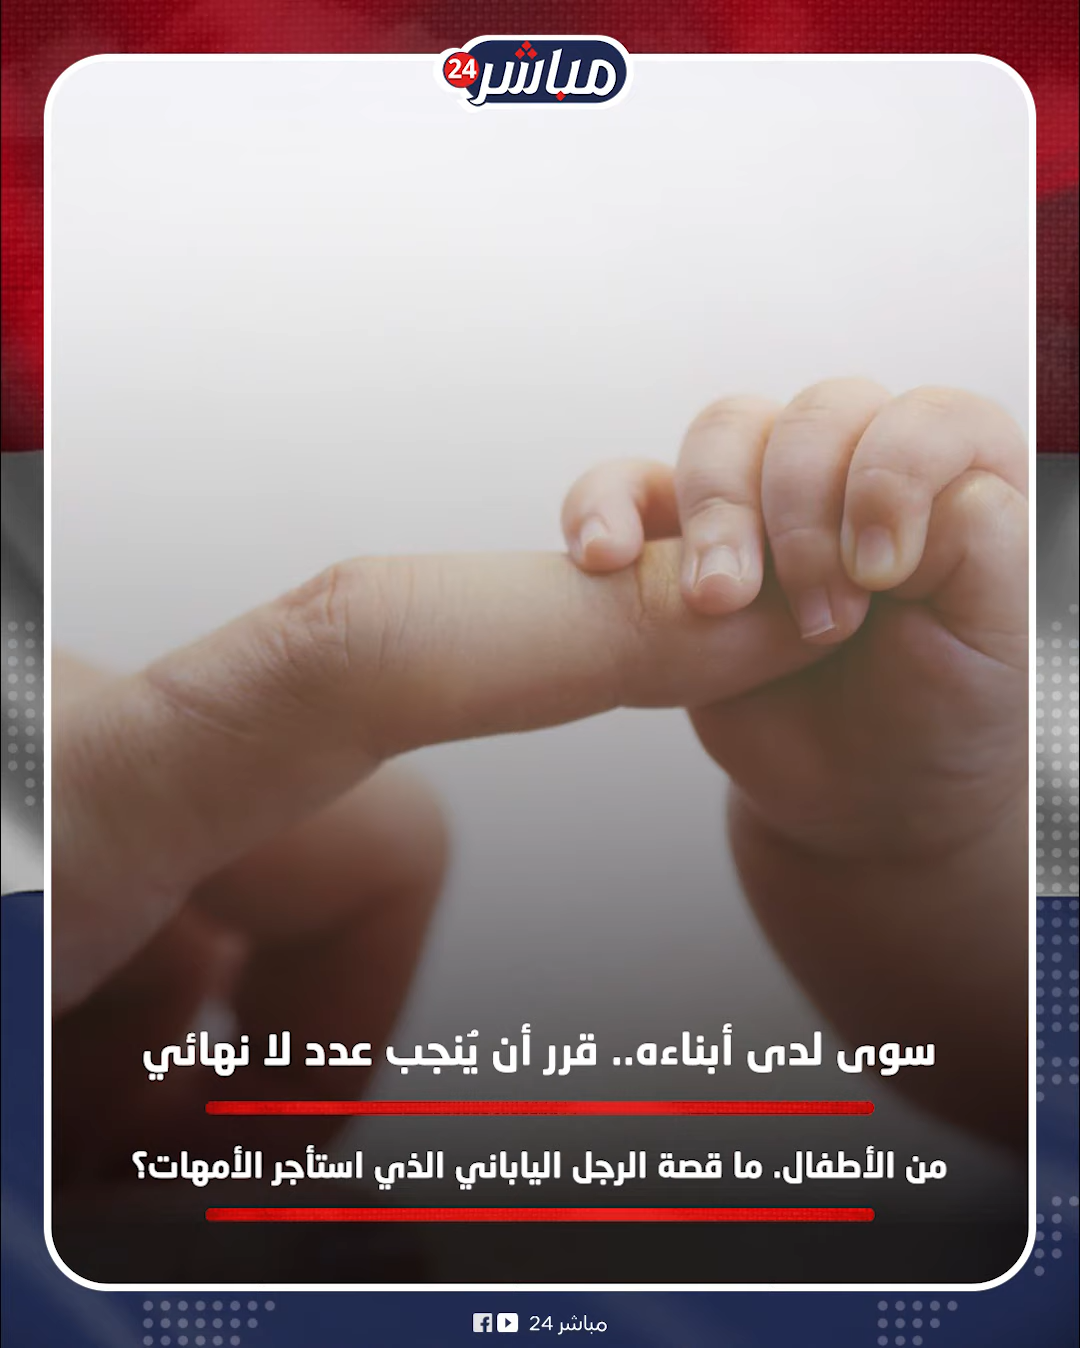 مباشر 24
سوى لدى أبناءه.. قرر أن يُنجب عدد لا نهائي
من الأطفال. ما قصة الرجل الياباني الذي استأجر الأمهات؟
مباشر 24